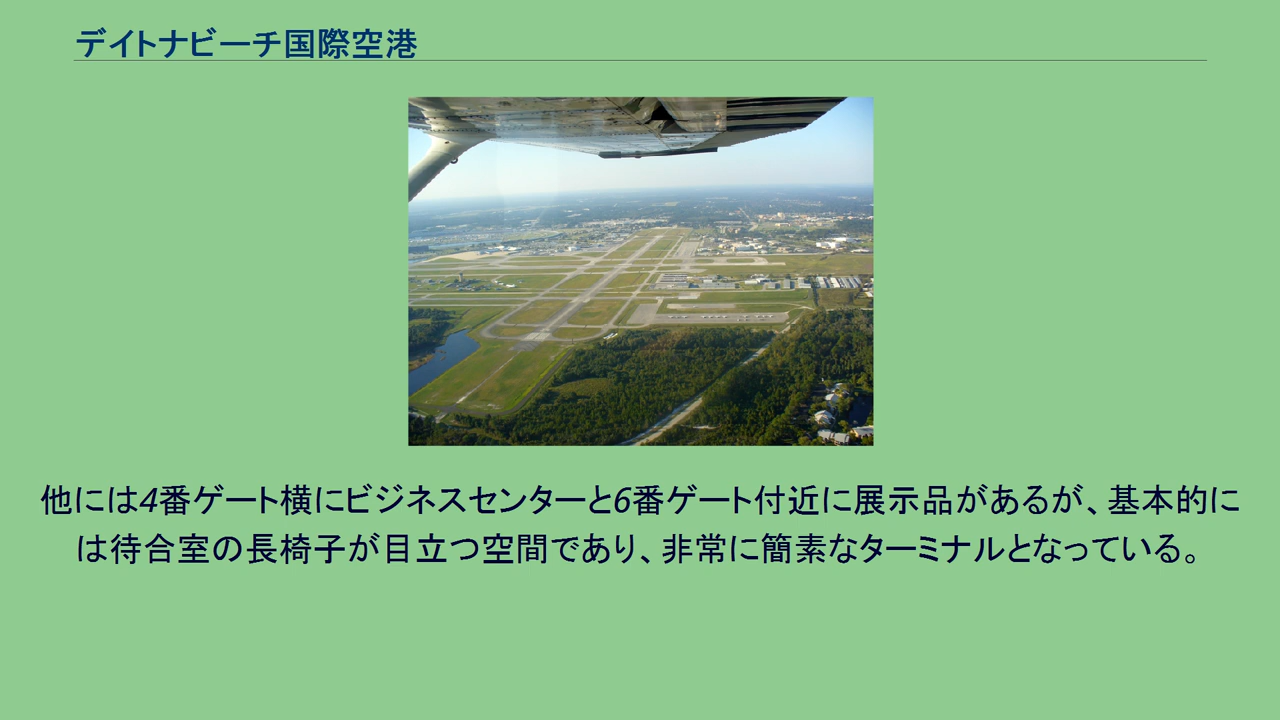 デイトナビーチ国際空港
他には4番ゲート横にビジネスセンターと6番ゲート付近に展示品があるが、基本的に
は待合室の長椅子が目立つ空間であり、非常に簡素なターミナルとなっている。